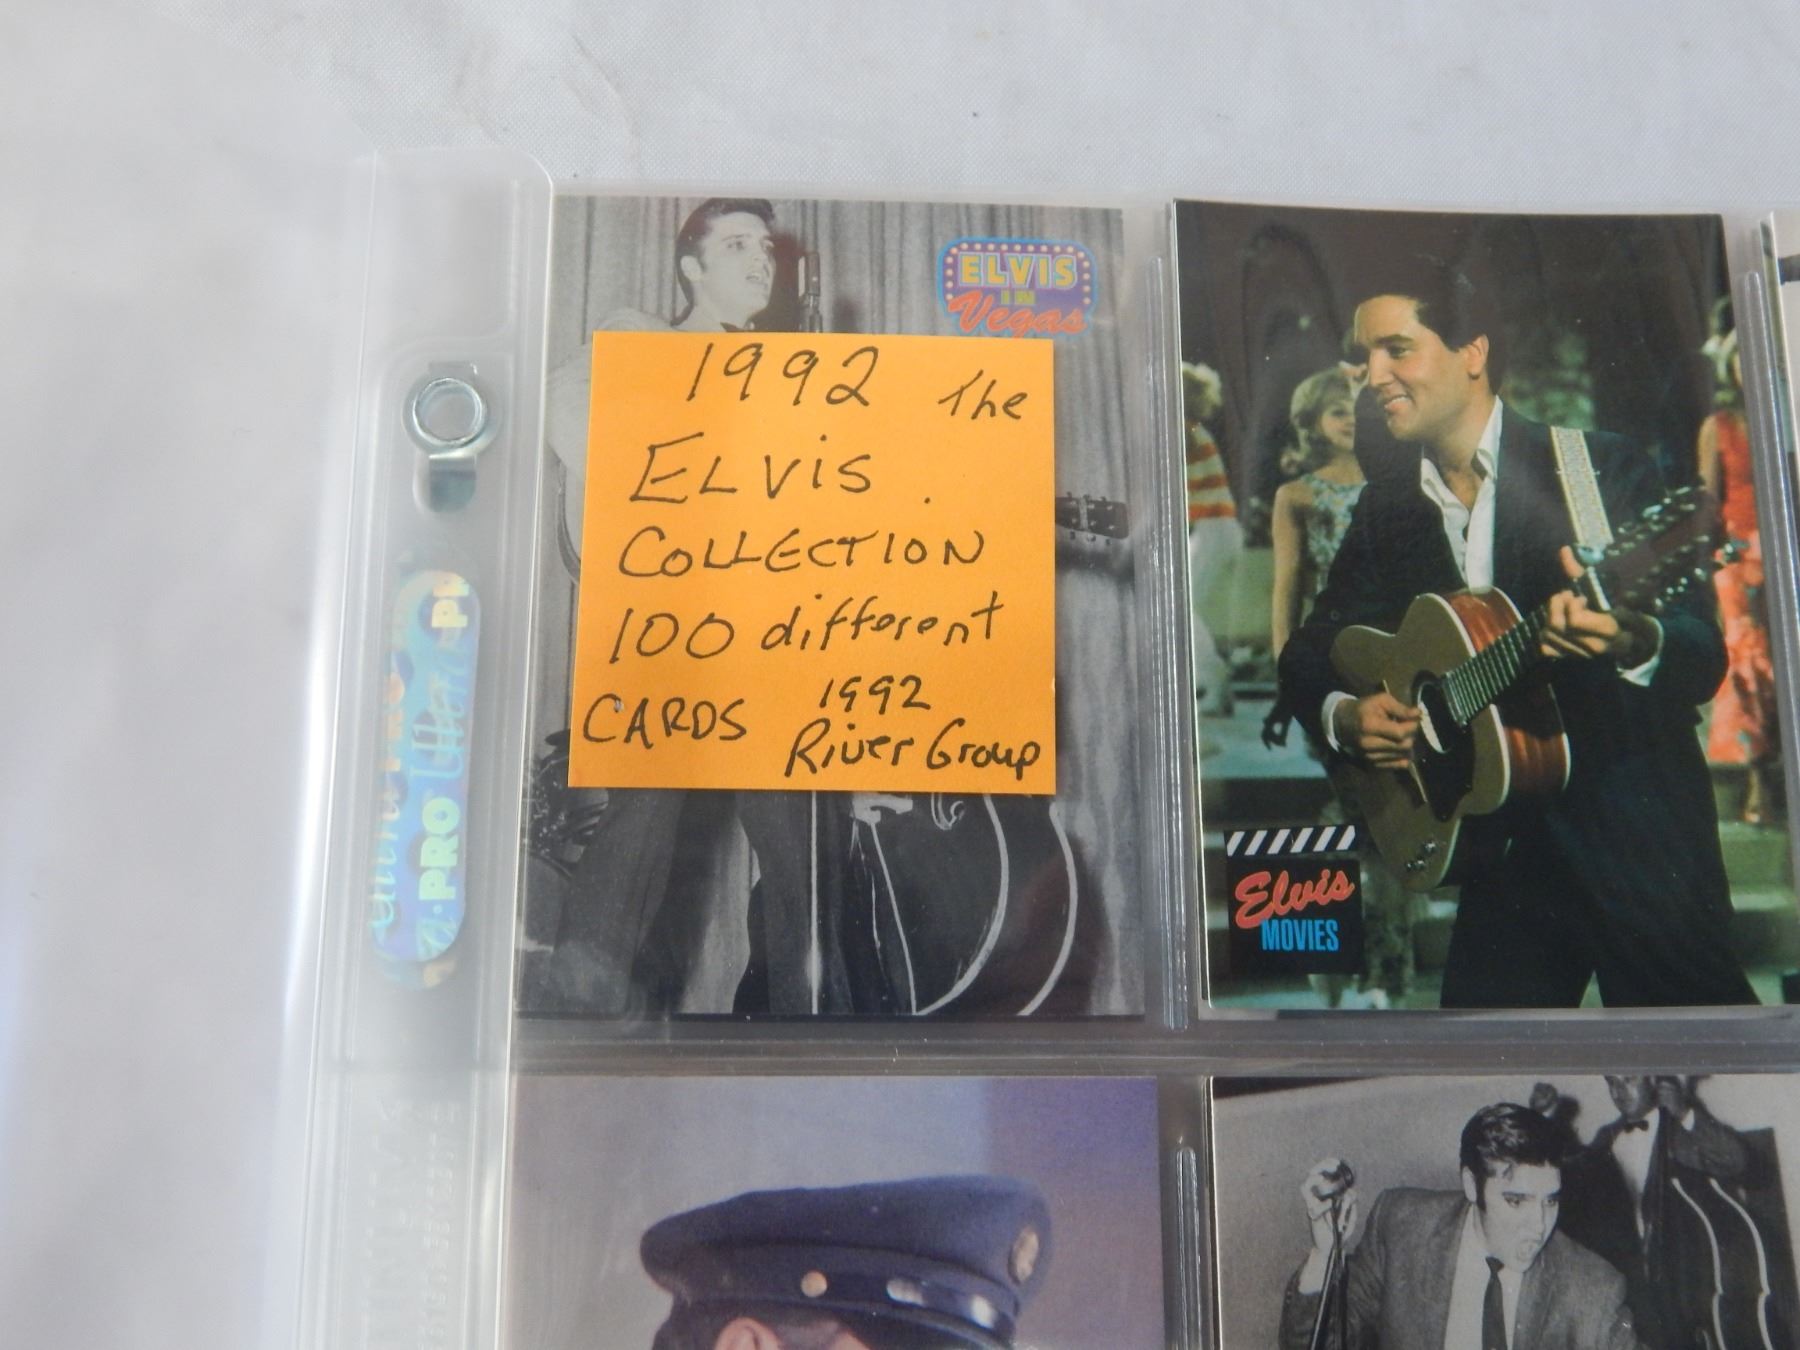 ELVIS
IN
Vegas
1992 The
ELVIS.
COLLECTION
100 different
CARDS 1992
River Group
Elvis
MOVIES
PRO